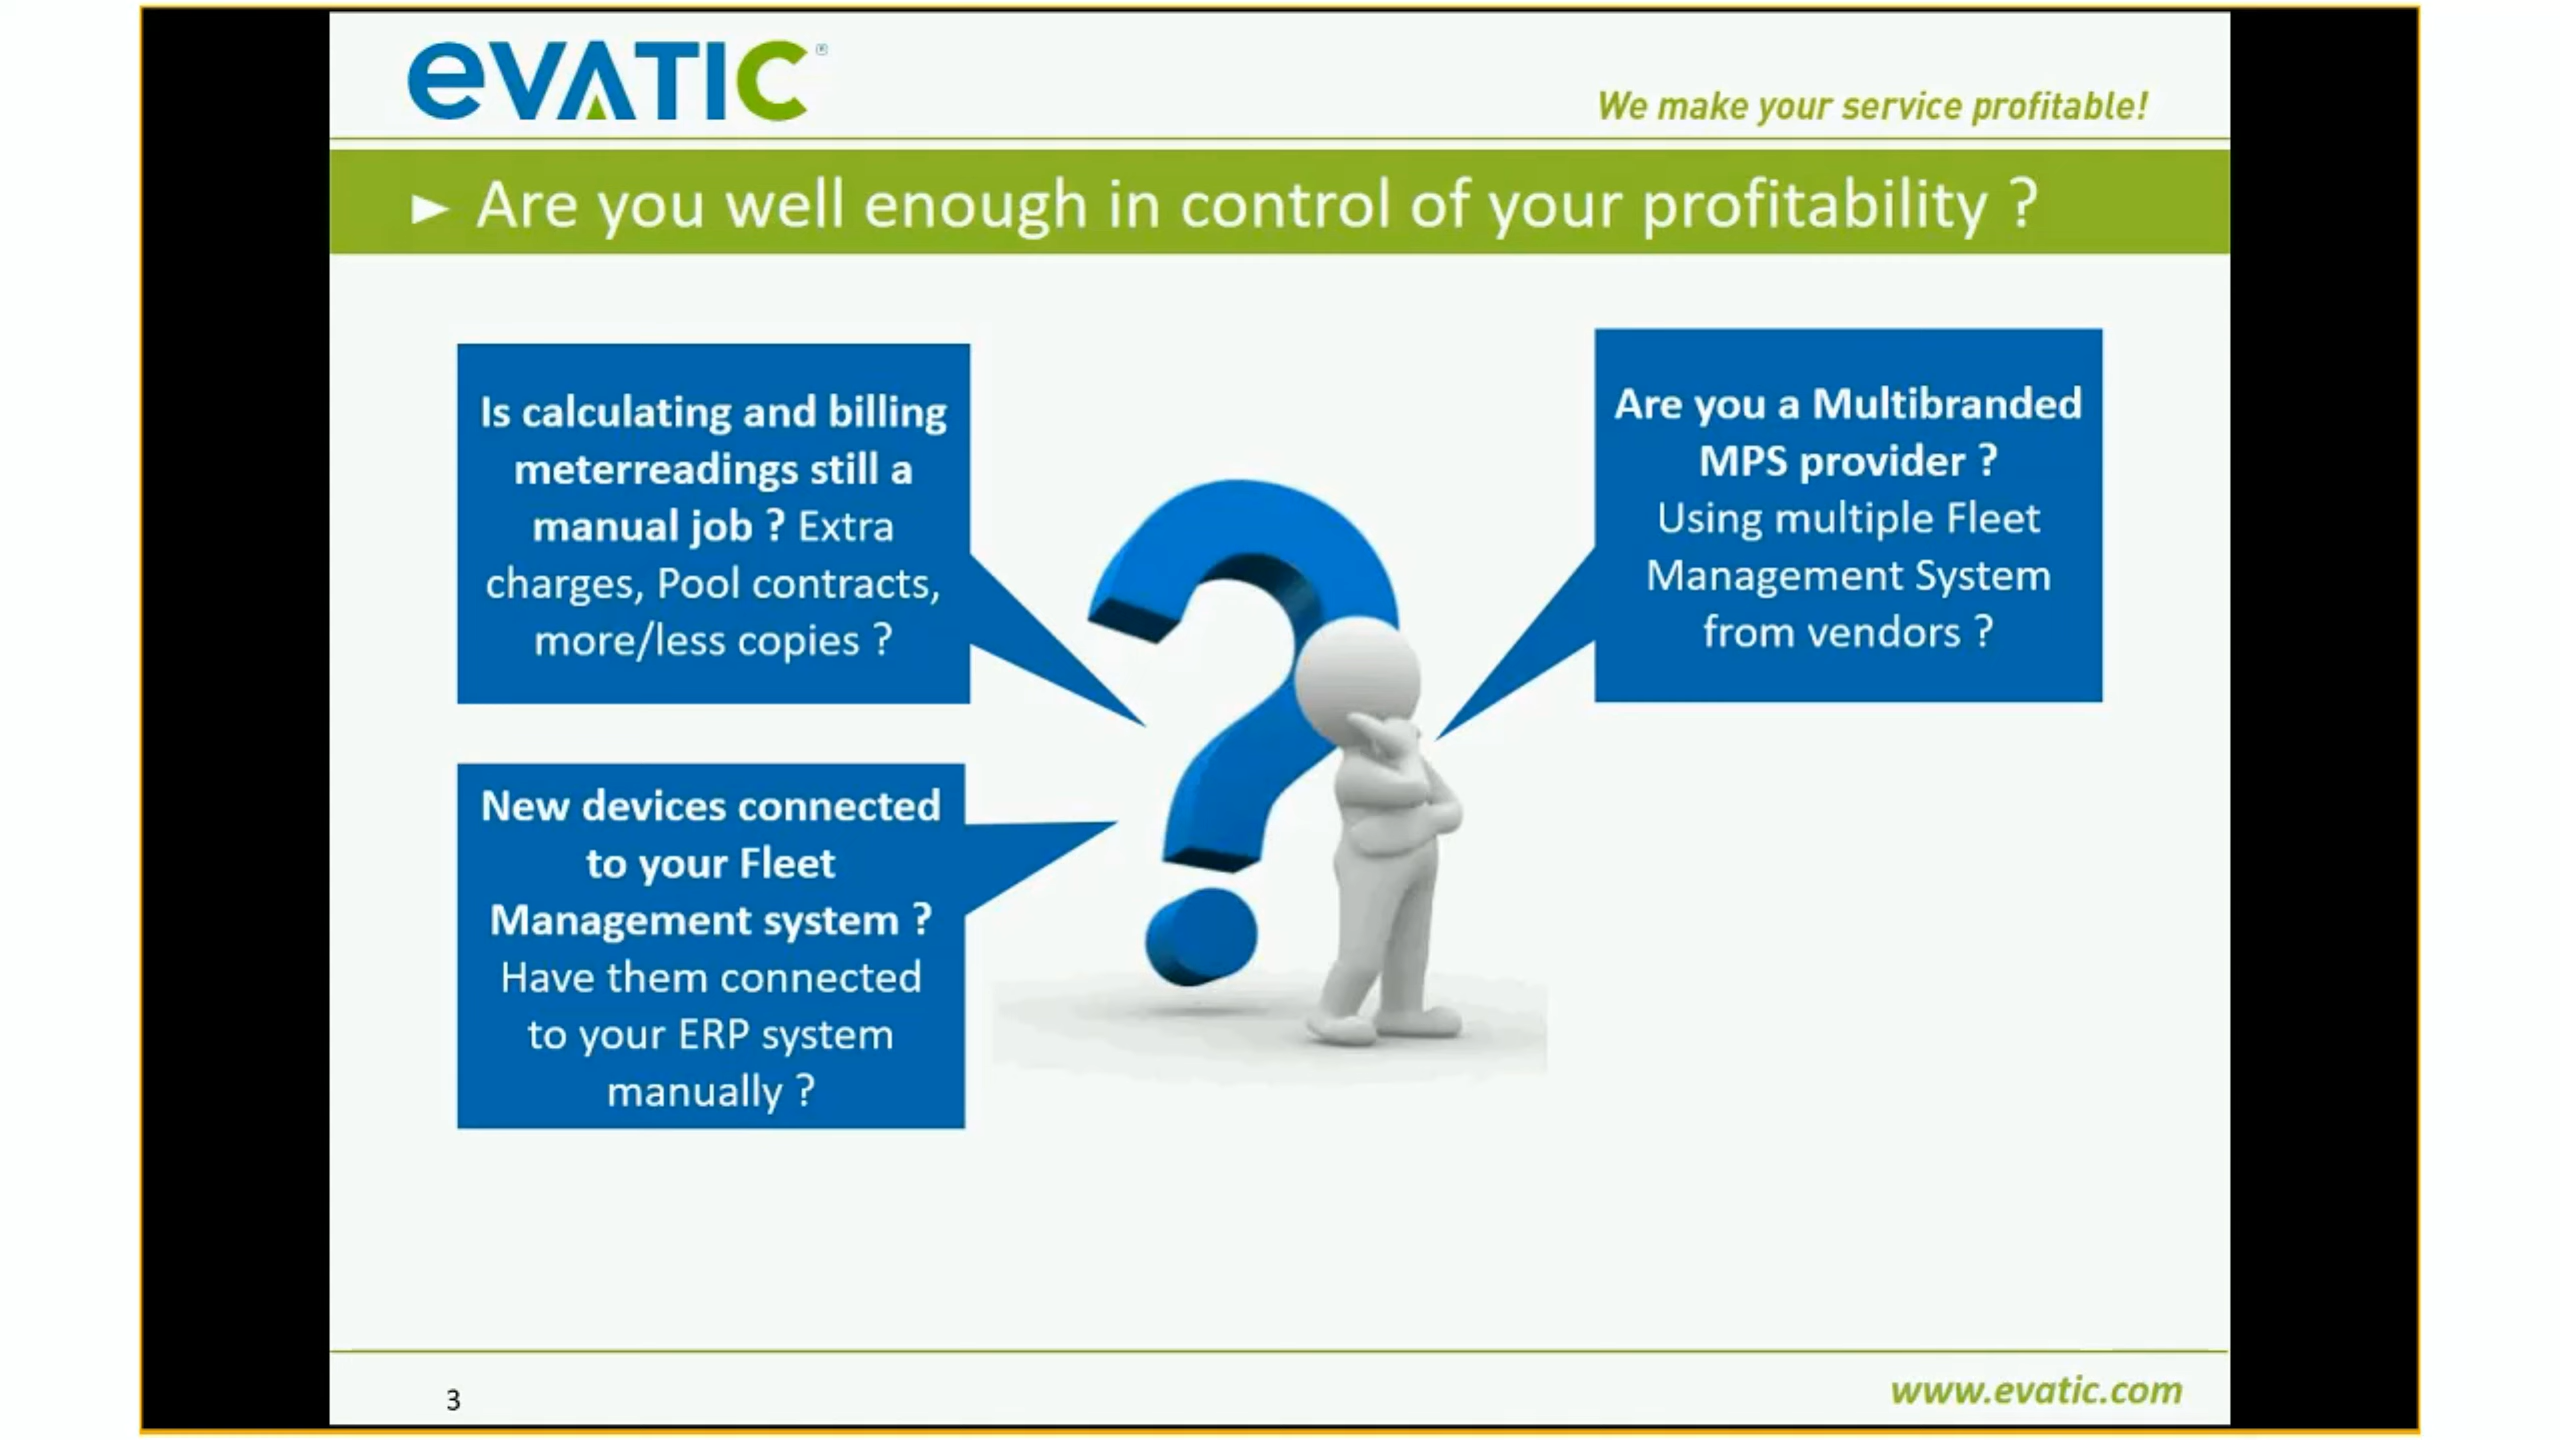 eVATIC®
We make your service profitable!
► Are you well enough in control of your profitability ?
Is calculating and billing
meterreadings still a
manual job ? Extra
charges, Pool contracts,
more/less copies ?
Are you a Multibranded
MPS provider ?
Using multiple Fleet
Management System
from vendors ?
New devices connected
to your Fleet
Management system ?
Have them connected
to your ERP system
manually ?
3
www.evatic.com